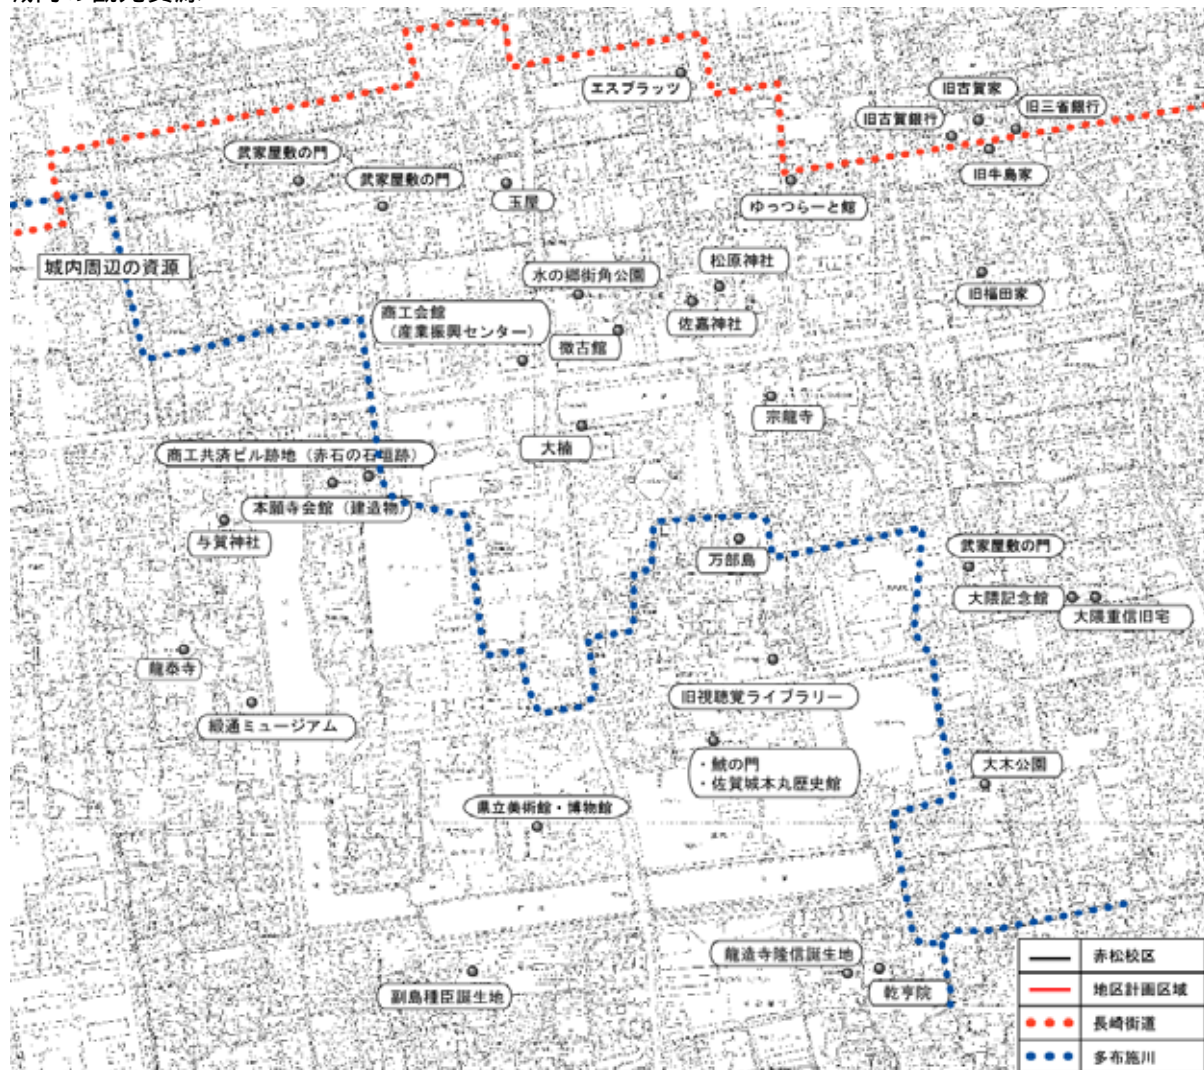 エスプラッツ
旧古賀家
旧古賀銀行
旧三省銀行
武家屋敷の門
武家屋敷の門
玉屋
旧牛島家
ゆっつらーと館
城内周辺の資源
水の郷街角公園
松原神社
旧福田家
商工会館
（産業振興センター）
徴古館
佐嘉神社
宗龍寺
大楠
商工共済ビル跡地（赤石の石垣跡）
本願寺会館（建造物）
与賀神社
万部島
武家屋敷の門
大隈記念館
大隈重信旧宅
龍泰寺
旧視聴覚ライブラリー
緞通ミュージアム
・鯱の門
・佐賀城本丸歴史館
大木公園
県立美術館・博物館
龍造寺隆信誕生地
副島種臣誕生地
乾亨院
赤松校区
地区計画区域
長崎街道
多布施川